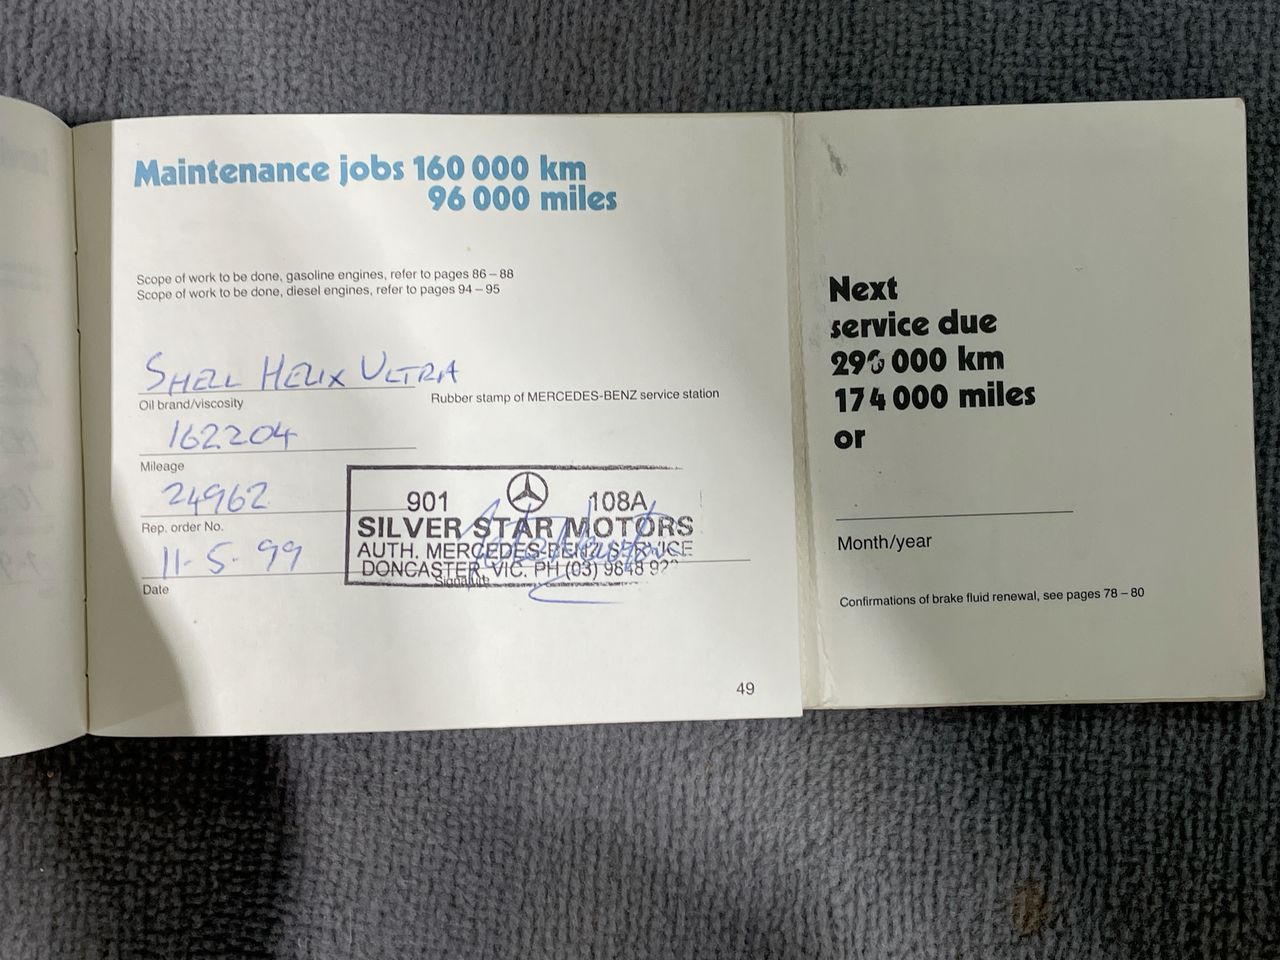 Maintenance jobs 160 000 km
96 000 miles
Scope of work to be done, gasoline engines, refer to pages 86 – 88
Scope of work to be done, diesel engines, refer to pages 94 – 95
SHELL HELIX ULTRA
Oil brand/viscosity
Rubber stamp of MERCEDES-BENZ service station
162204
Mileage
24962
Rep. order No.
11-5-99
Date
901 108A
SILVER STAR MOTORS
AUTH. MERCEDES-BENZ SERVICE
DONCASTER, VIC. PH (03) 9848
Signature
49
Next
service due
000 km
174 000 miles
or
Month/year
Confirmations of brake fluid renewal, see pages 78 – 80